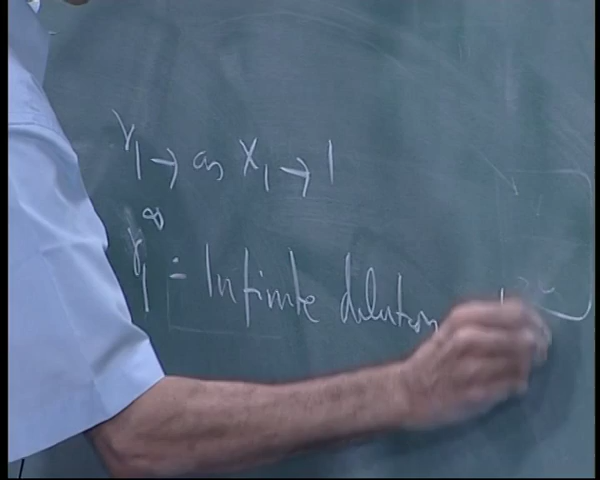 γ₁ → as x₁ → 1
γ₁^∞ = Infinite dilution